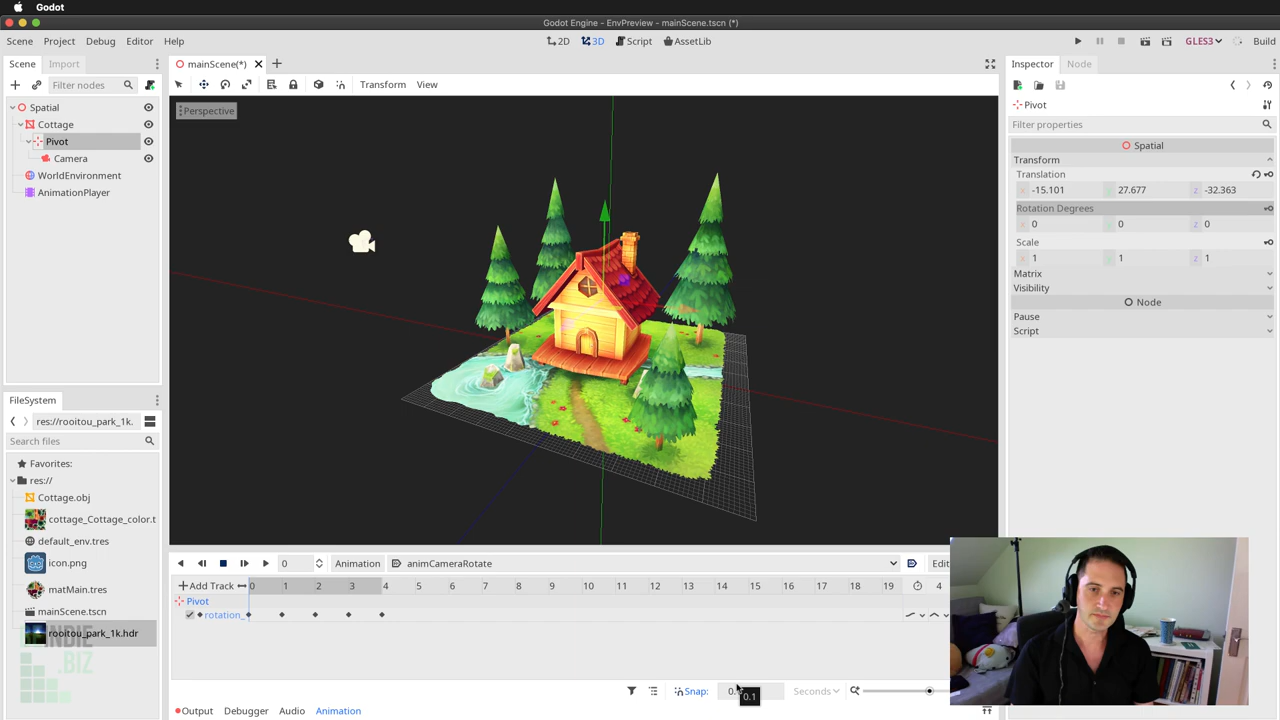 Godot
Godot Engine - EnvPreview - mainScene.tscn (*)
Scene Project Debug Editor Help
2D 3D Script AssetLib
GLES3 Build
Scene Import
mainScene(*)
Inspector Node
Filter nodes
Transform View
Perspective
Spatial
Cottage
Pivot
Camera
WorldEnvironment
AnimationPlayer
Pivot
Filter properties
Spatial
Transform
Translation
x -15.101 27.677 z -32.363
Rotation Degrees
x 0 0 z 0
Scale
x 1 1 z 1
Matrix
Visibility
Node
Pause
Script
FileSystem
res://rooitou_park_1k.
Search files
Favorites:
res://
Cottage.obj
cottage_Cottage_color.t
default_env.tres
icon.png
matMain.tres
mainScene.tscn
rooitou_park_1k.hdr
INDIE
.BIZ
0 Animation animCameraRotate Edit
Add Track 0 1 2 3 4 5 6 7 8 9 10 11 12 13 14 15 16 17 18 19 4
Pivot
rotation_
Snap: 0. Seconds
0.1
Output Debugger Audio Animation